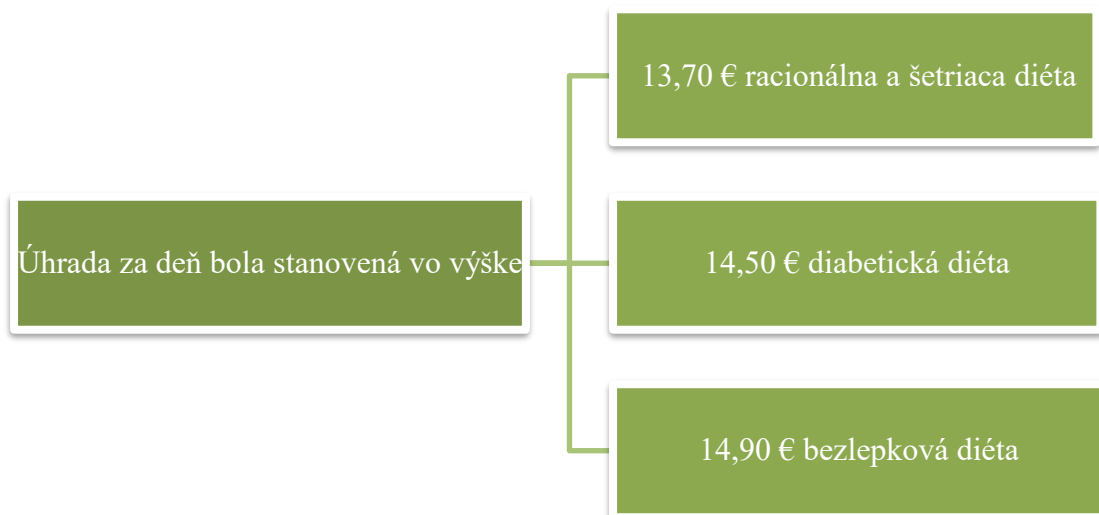 Úhrada za deň bola stanovená vo výške
13,70 € racionálna a šetriaca diéta
14,50 € diabetická diéta
14,90 € bezlepková diéta